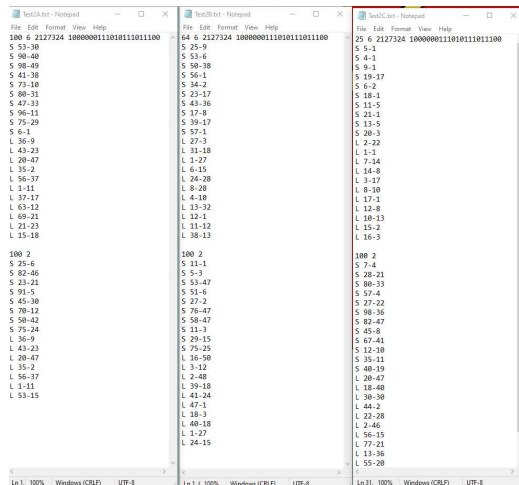 Test2A.txt - Notepad
File Edit Format View Help
100 6 2127324 1000000111010111011100
S 53-30
S 90-40
S 98-49
S 41-38
S 73-10
S 80-31
S 47-33
S 96-11
S 75-29
S 6-1
L 36-9
L 43-23
L 20-47
L 35-2
L 56-37
L 1-11
L 37-17
L 63-12
L 69-21
L 21-23
L 15-18
100 2
S 25-6
S 82-46
S 23-21
S 91-5
S 45-30
S 70-12
S 50-42
S 75-24
L 36-9
L 43-23
L 20-47
L 35-2
L 56-37
L 1-11
L 53-15
Ln 1, 100% Windows (CRLF) UTF-8
Test2B.txt - Notepad
File Edit Format View Help
64 6 2127324 1000000111010111011100
S 25-9
S 53-6
S 50-38
S 56-1
S 34-2
S 23-17
S 43-36
S 17-8
S 39-17
S 57-1
L 27-3
L 31-18
L 1-27
L 6-15
L 24-28
L 8-28
L 4-10
L 13-32
L 12-1
L 11-12
L 38-13
100 2
S 11-1
S 5-3
S 53-47
S 51-6
S 27-2
S 76-47
S 58-47
S 11-3
S 29-15
S 75-25
L 16-50
L 3-12
L 2-48
L 39-18
L 41-24
L 47-1
L 18-3
L 40-18
L 1-27
L 24-15
Ln 1, 100% Windows (CRLF) UTF-8
Test2C.txt - Notepad
File Edit Format View Help
25 6 2127324 1000000111010111011100
S 5-1
S 4-1
S 9-1
S 19-17
S 6-2
S 18-1
S 11-5
S 21-1
S 13-5
S 20-3
L 2-22
L 1-1
L 7-14
L 14-8
L 3-17
L 8-10
L 17-1
L 12-8
L 10-13
L 15-2
L 16-3
100 2
S 7-4
S 28-21
S 80-33
S 57-4
S 27-22
S 98-36
S 82-47
S 45-8
S 67-41
S 12-10
S 35-11
S 40-19
L 20-47
L 18-40
L 30-30
L 44-2
L 22-28
L 2-46
L 56-15
L 77-21
L 13-36
L 55-20
Ln 31, 100% Windows (CRLF) UTF-8